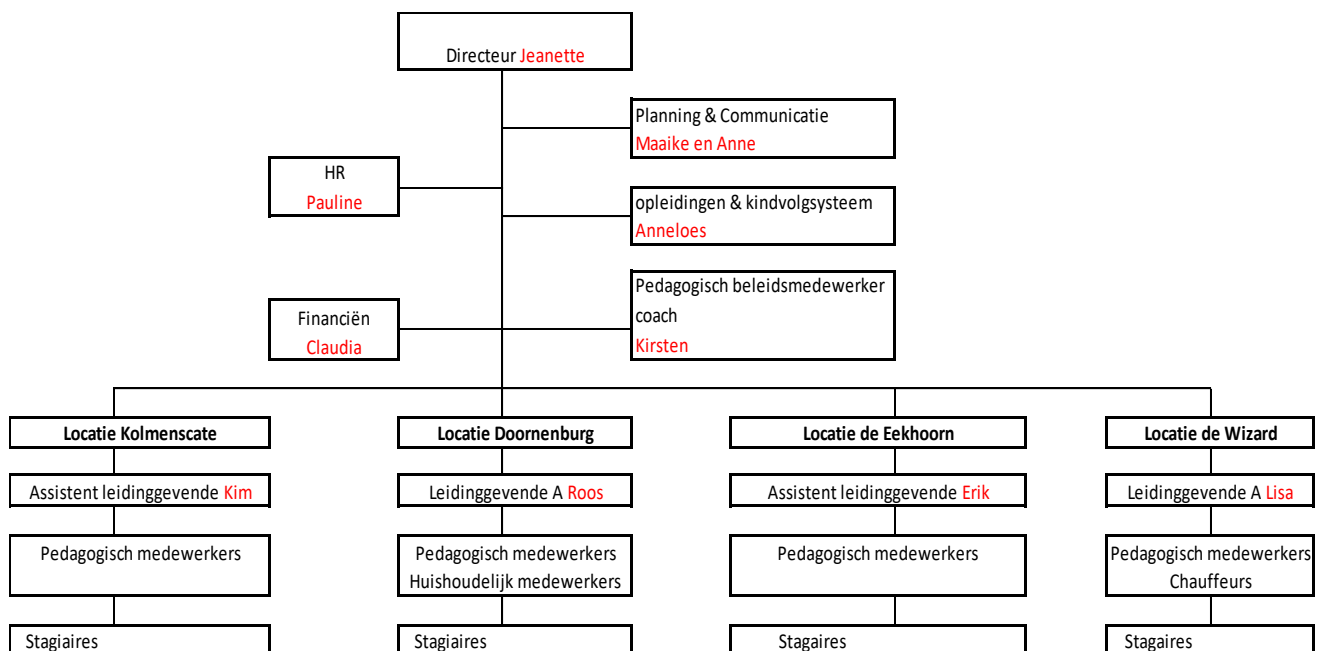 Directeur Jeanette
Planning & Communicatie
Maaike en Anne
HR
Pauline
opleidingen & kindvolgsysteem
Anneloes
Pedagogisch beleidsmedewerker
coach
Kirsten
Financiën
Claudia
Locatie Kolmenscate
Locatie Doornenburg
Locatie de Eekhoorn
Locatie de Wizard
Assistent leidinggevende Kim
Leidinggevende A Roos
Assistent leidinggevende Erik
Leidinggevende A Lisa
Pedagogisch medewerkers
Pedagogisch medewerkers
Huishoudelijk medewerkers
Pedagogisch medewerkers
Pedagogisch medewerkers
Chauffeurs
Stagiaires
Stagiaires
Stagaires
Stagaires